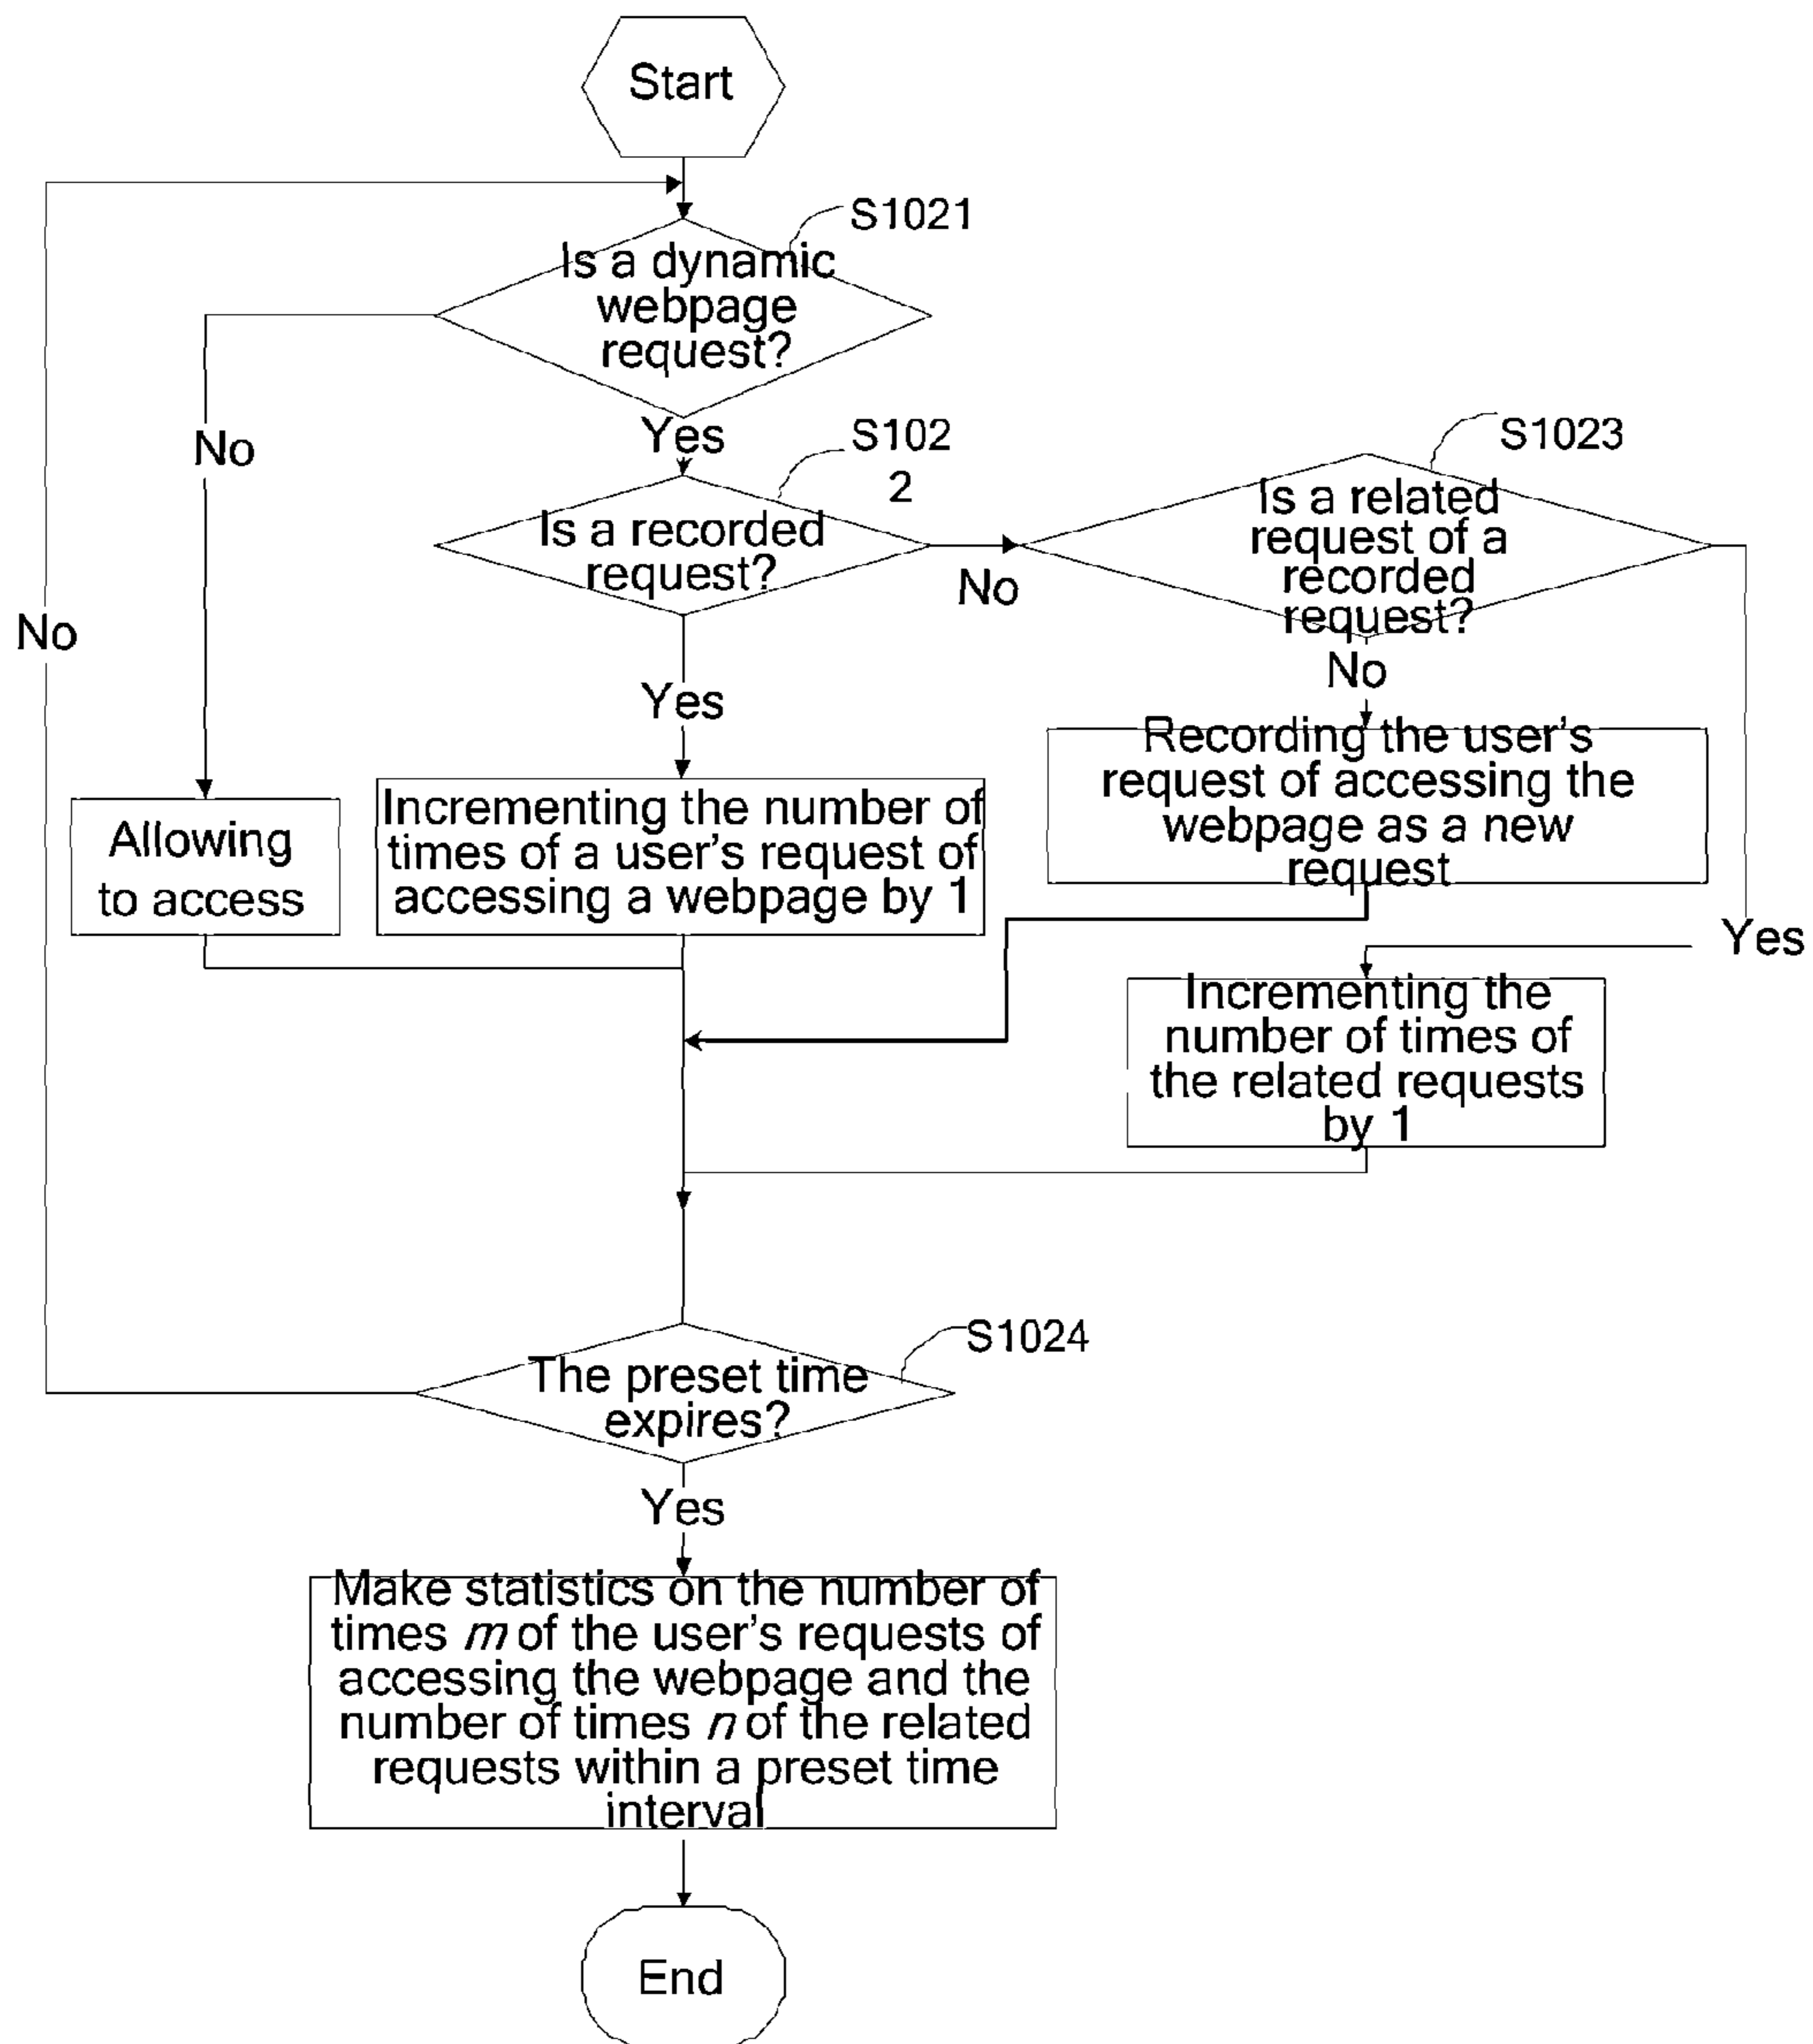 Start
S1021
Is a dynamic
webpage
request?
No
Yes
S102
2
S1023
Is a recorded
request?
No
Is a related
request of a
recorded
request?
No
No
Yes
Recording the user's
request of accessing the
webpage as a new
request
Allowing
to access
Incrementing the number of
times of a user's request of
accessing a webpage by 1
Yes
Incrementing the
number of times of
the related requests
by 1
S1024
The preset time
expires?
Yes
Make statistics on the number of
times m of the user's requests of
accessing the webpage and the
number of times n of the related
requests within a preset time
interval
End